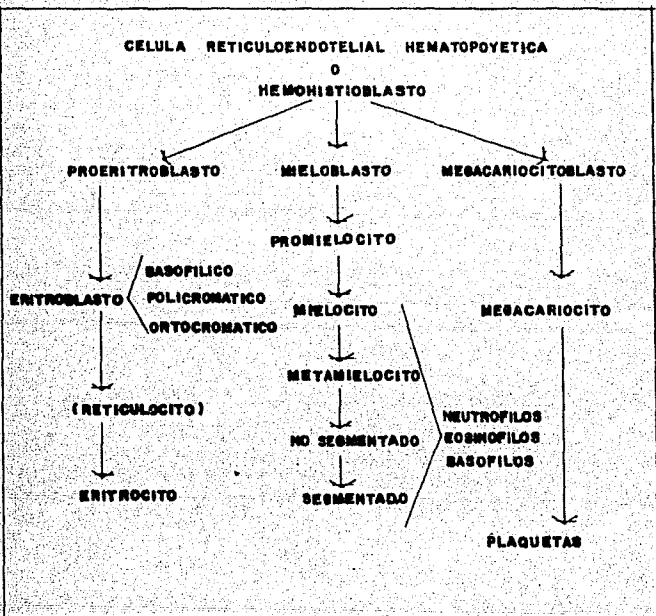 CELULA RETICULOENDOTELIAL HEMATOPOYETICA
O
HEMOHISTIOBLASTO
PROERITROBLASTO MIELOBLASTO MEGACARIOCITOBLASTO
PROMIELOCITO
BASOFILICO
ERITROBLASTO POLICROMATICO MIELOCITO MEGACARIOCITO
ORTOCROMATICO
METAMIELOCITO
(RETICULOCITO)
NEUTROFILOS
NO SEGMENTADO EOSINOFILOS
BASOFILOS
ERITROCITO SEGMENTADO
PLAQUETAS